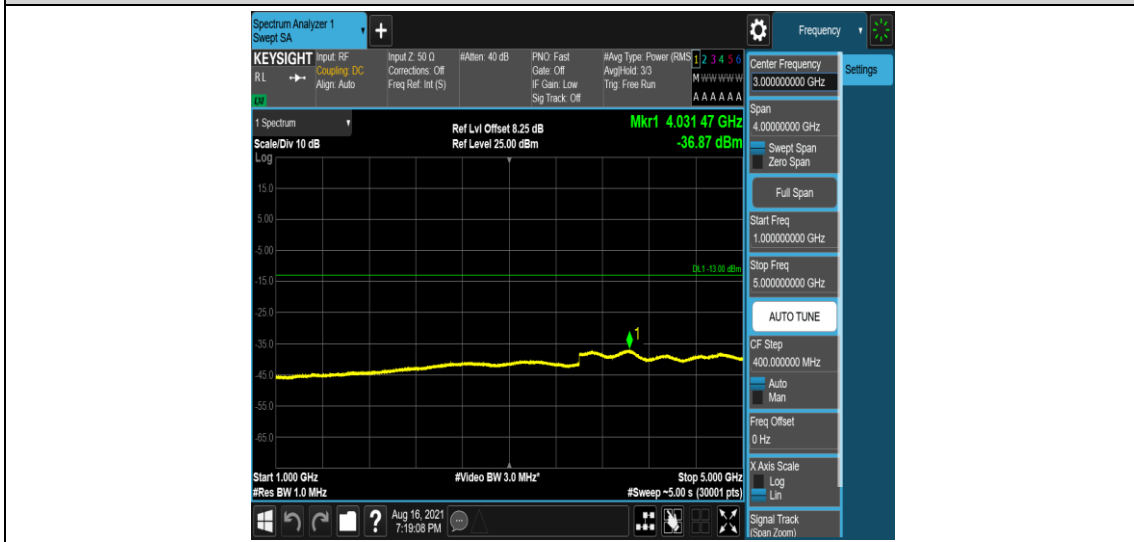 Spectrum Analyzer 1
Swept SA
+
Frequency
KEYSIGHT
RL
Input: RF
Coupling: DC
Align: Auto
Input Z: 50 Ω
Corrections: Off
Freq Ref: Int (S)
#Atten: 40 dB
PNO: Fast
Gate: Off
IF Gain: Low
Sig Track: Off
#Avg Type: Power (RMS
Avg|Hold: 3/3
Trig: Free Run
1 2 3 4 5 6
M W W W W W
A A A A A A
1 Spectrum
Scale/Div 10 dB
Log
Ref Lvl Offset 8.25 dB
Ref Level 25.00 dBm
Mkr1 4.031 47 GHz
-36.87 dBm
15.0
5.00
-5.00
-15.0
-25.0
-35.0
-45.0
-55.0
-65.0
DL1 -13.00 dBm
1
Start 1.000 GHz
#Res BW 1.0 MHz
#Video BW 3.0 MHz*
Stop 5.000 GHz
#Sweep ~5.00 s (30001 pts)
Center Frequency
3.000000000 GHz
Settings
Span
4.00000000 GHz
Swept Span
Zero Span
Full Span
Start Freq
1.000000000 GHz
Stop Freq
5.000000000 GHz
AUTO TUNE
CF Step
400.000000 MHz
Auto
Man
Freq Offset
0 Hz
X Axis Scale
Log
Lin
Signal Track
(Span Zoom)
?
Aug 16, 2021
7:19:08 PM